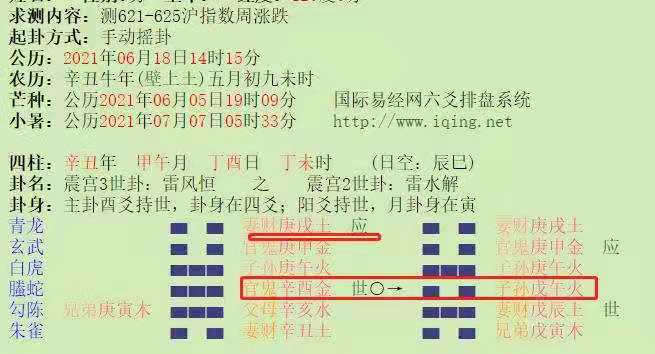 求测内容：测621-625沪指数周涨跌
起卦方式：手动摇卦
公历：2021年06月18日14时15分
农历：辛丑牛年(壁上土)五月初九未时
芒种：公历2021年06月05日19时09分 国际易经网六爻排盘系统
小暑：公历2021年07月07日05时33分 http://www.iqing.net
四柱：辛丑年 甲午月 丁酉日 丁未时 (日空：辰巳)
卦名：震宫3世卦：雷风恒 之 震宫2世卦：雷水解
卦身：主卦酉爻持世，卦身在四爻；阳爻持世，月卦身在寅
青龙 妻财庚戌土 应 妻财庚戌土
玄武 官鬼庚申金 官鬼庚申金 应
白虎 子孙庚午火 子孙庚午火
螣蛇 官鬼辛酉金 世○→ 子孙戊午火
勾陈 兄弟庚寅木 父母辛亥水 妻财戊辰土 世
朱雀 妻财辛丑土 兄弟戊寅木